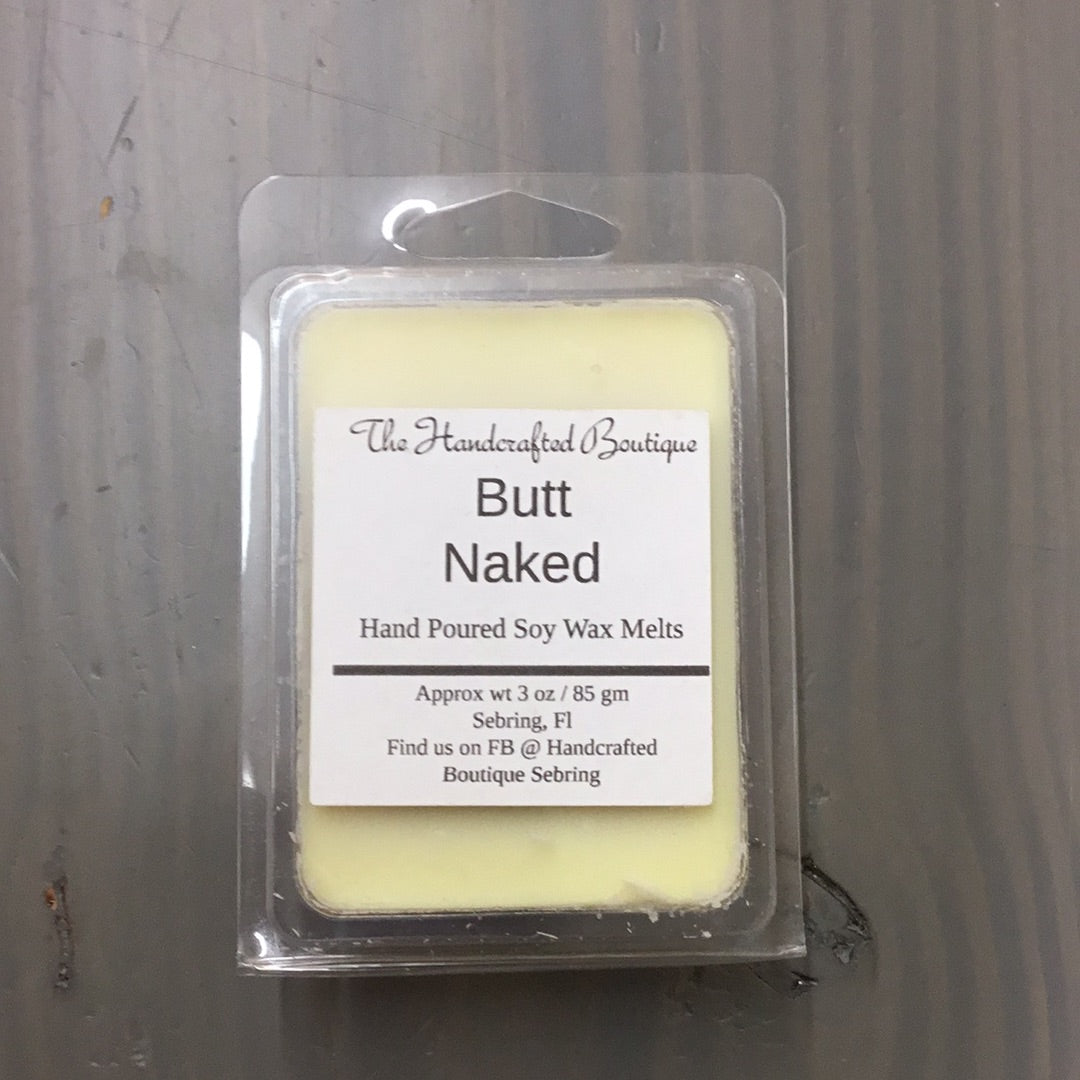 The Handcrafted Boutique
Butt
Naked
Hand Poured Soy Wax Melts
Approx wt 3 oz / 85 gm
Sebring, Fl
Find us on FB @ Handcrafted
Boutique Sebring